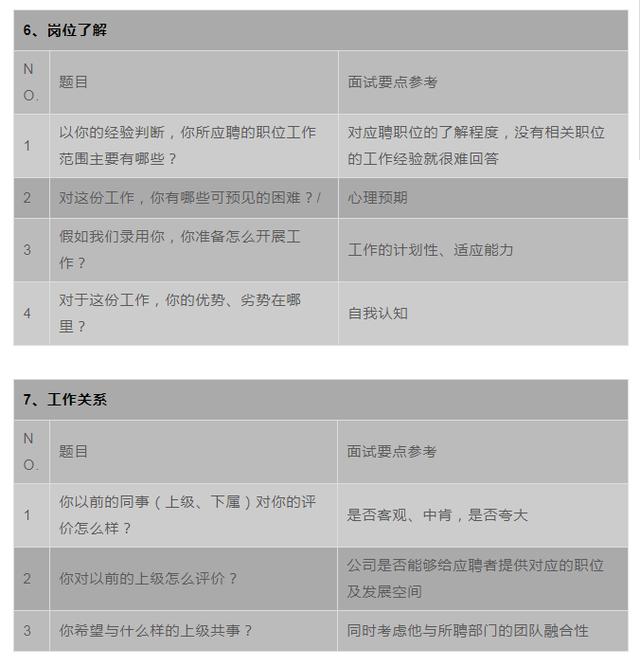 6、岗位了解
N
O.
题目
面试要点参考
1
以你的经验判断，你所应聘的职位工作
范围主要有哪些？
对应聘职位的了解程度，没有相关职位
的工作经验就很难回答
2
对这份工作，你有哪些可预见的困难？/
心理预期
3
假如我们录用你，你准备怎么开展工
作？
工作的计划性、适应能力
4
对于这份工作，你的优势、劣势在哪
里？
自我认知
7、工作关系
N
O.
题目
面试要点参考
1
你以前的同事（上级、下属）对你的评
价怎么样？
是否客观、中肯，是否夸大
2
你对以前的上级怎么评价？
公司是否能够给应聘者提供对应的职位
及发展空间
3
你希望与什么样的上级共事？
同时考虑他与所聘部门的团队融合性